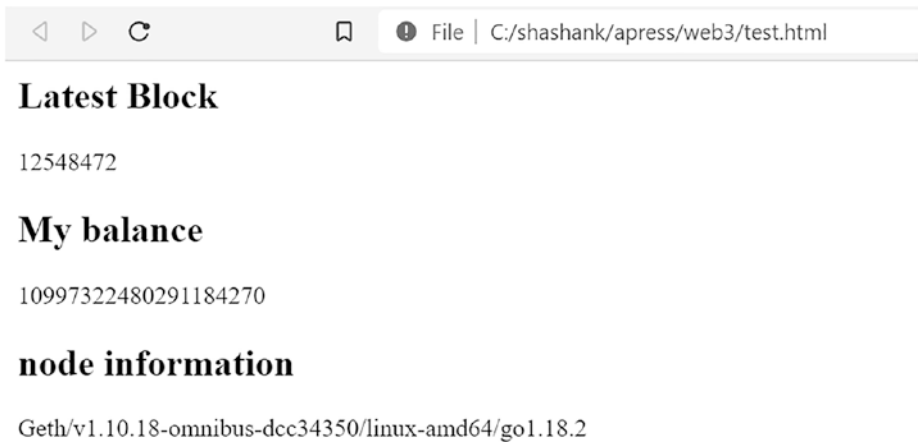 File | C:/shashank/apress/web3/test.html
Latest Block
12548472
My balance
10997322480291184270
node information
Geth/v1.10.18-omnibus-dcc34350/linux-amd64/go1.18.2